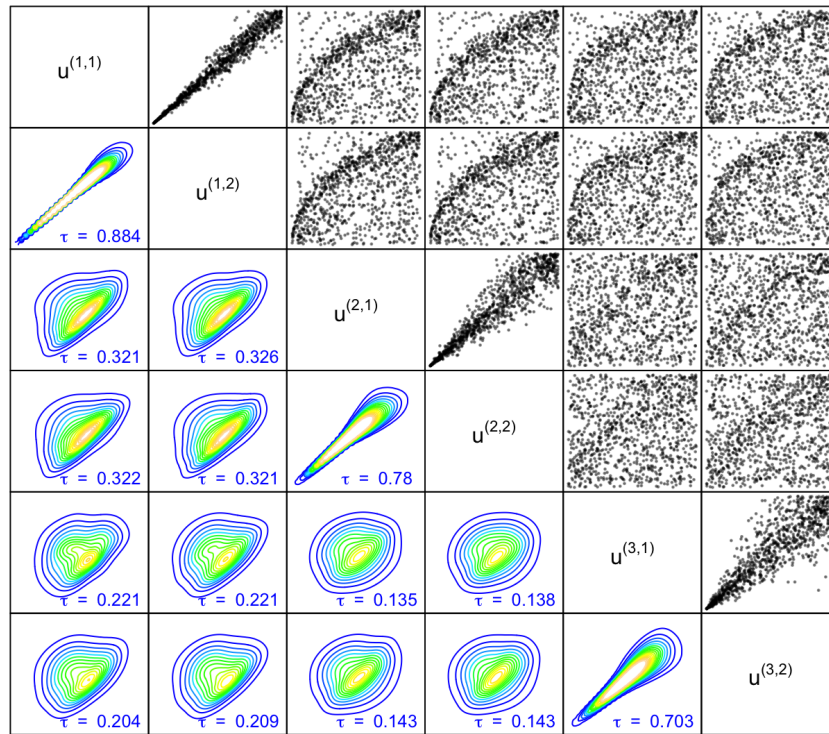 u(1,1)
τ = 0.884
u(1,2)
τ = 0.321
τ = 0.326
u(2,1)
τ = 0.322
τ = 0.321
τ = 0.78
u(2,2)
τ = 0.221
τ = 0.221
τ = 0.135
τ = 0.138
u(3,1)
τ = 0.204
τ = 0.209
τ = 0.143
τ = 0.143
τ = 0.703
u(3,2)